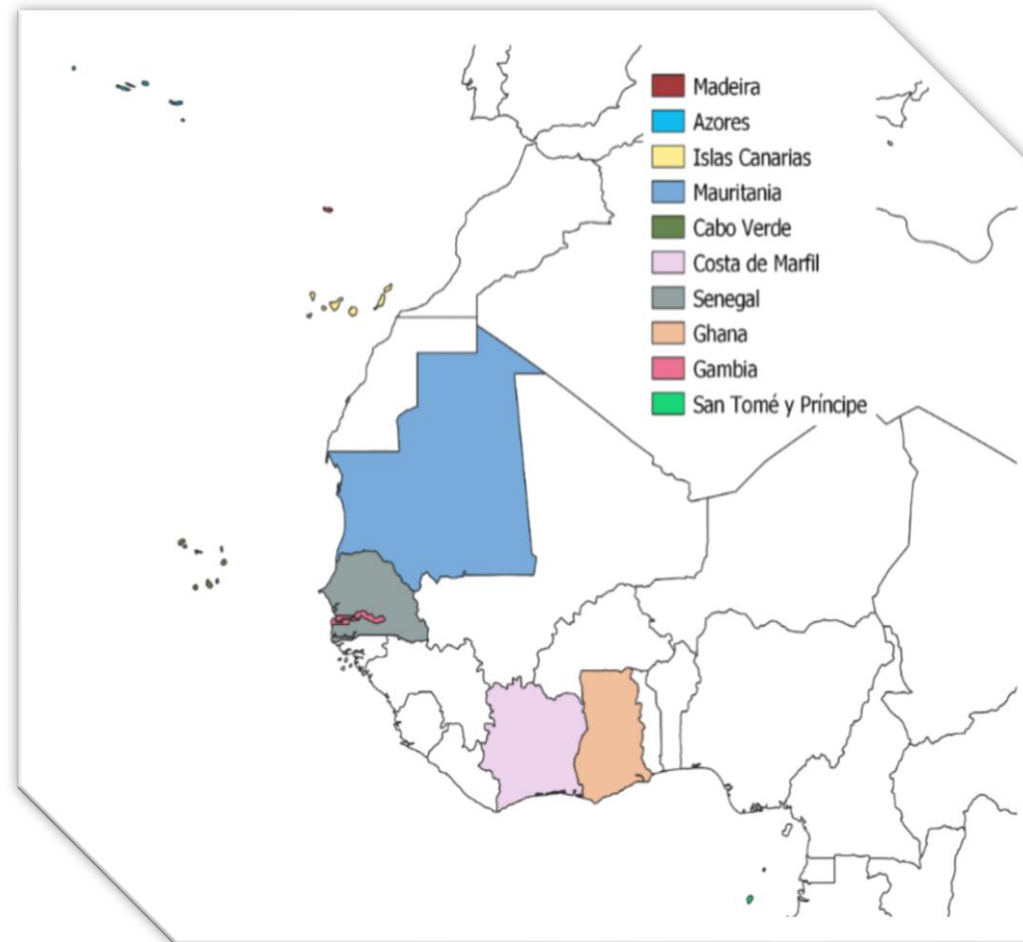 Madeira
Azores
Islas Canarias
Mauritania
Cabo Verde
Costa de Marfil
Senegal
Ghana
Gambia
San Tomé y Príncipe